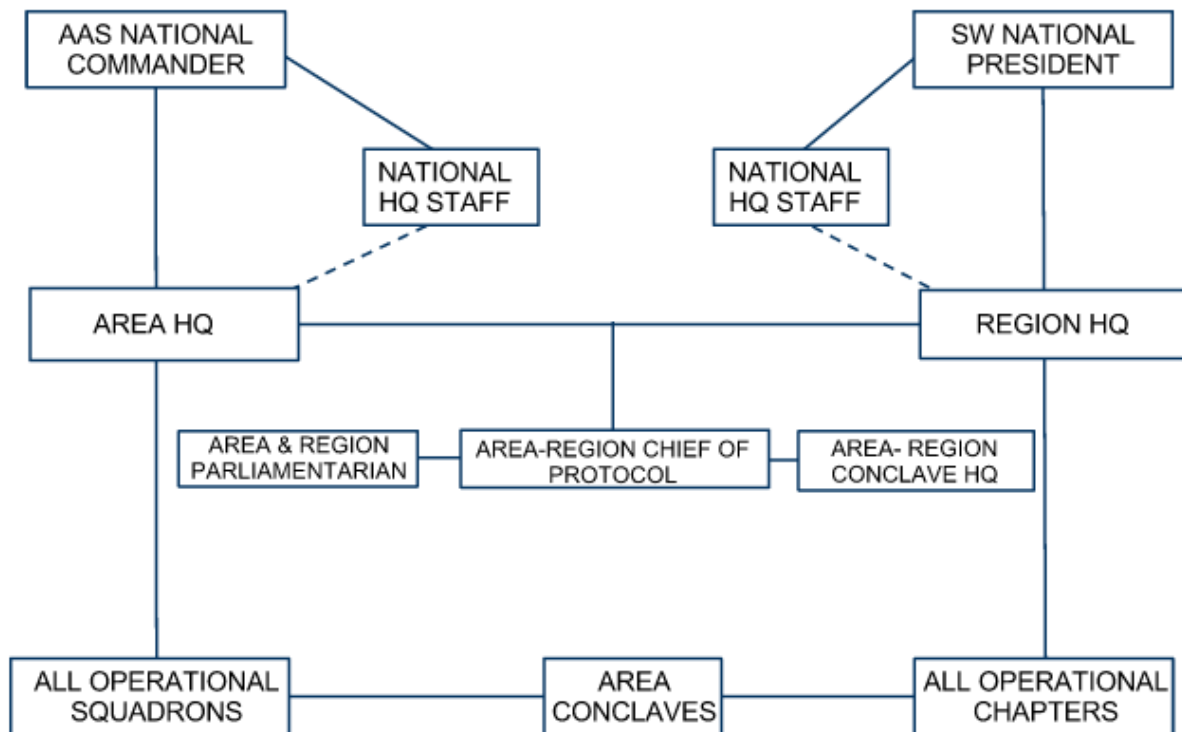 AAS NATIONAL
COMMANDER
SW NATIONAL
PRESIDENT
NATIONAL
HQ STAFF
NATIONAL
HQ STAFF
AREA HQ
REGION HQ
AREA & REGION
PARLIAMENTARIAN
AREA-REGION CHIEF OF
PROTOCOL
AREA- REGION
CONCLAVE HQ
ALL OPERATIONAL
SQUADRONS
AREA
CONCLAVES
ALL OPERATIONAL
CHAPTERS